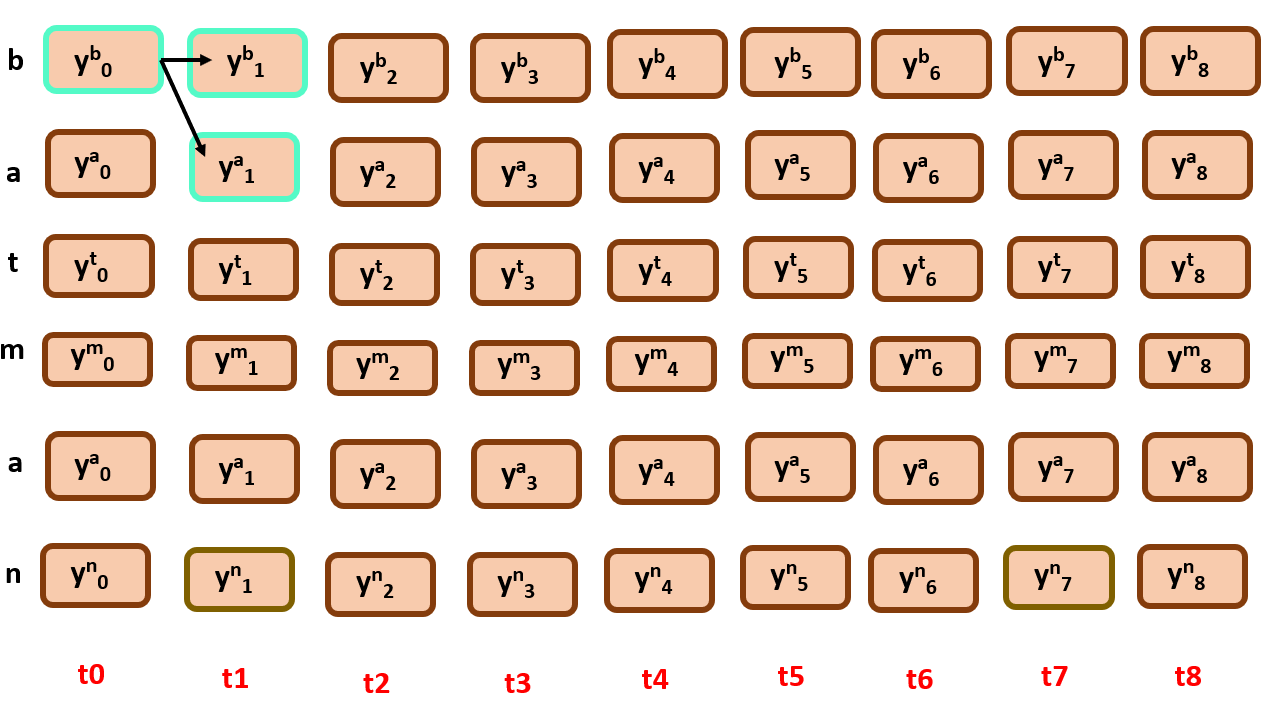 b y^b_0 y^b_1 y^b_2 y^b_3 y^b_4 y^b_5 y^b_6 y^b_7 y^b_8
a y^a_0 y^a_1 y^a_2 y^a_3 y^a_4 y^a_5 y^a_6 y^a_7 y^a_8
t y^t_0 y^t_1 y^t_2 y^t_3 y^t_4 y^t_5 y^t_6 y^t_7 y^t_8
m y^m_0 y^m_1 y^m_2 y^m_3 y^m_4 y^m_5 y^m_6 y^m_7 y^m_8
a y^a_0 y^a_1 y^a_2 y^a_3 y^a_4 y^a_5 y^a_6 y^a_7 y^a_8
n y^n_0 y^n_1 y^n_2 y^n_3 y^n_4 y^n_5 y^n_6 y^n_7 y^n_8
t0 t1 t2 t3 t4 t5 t6 t7 t8